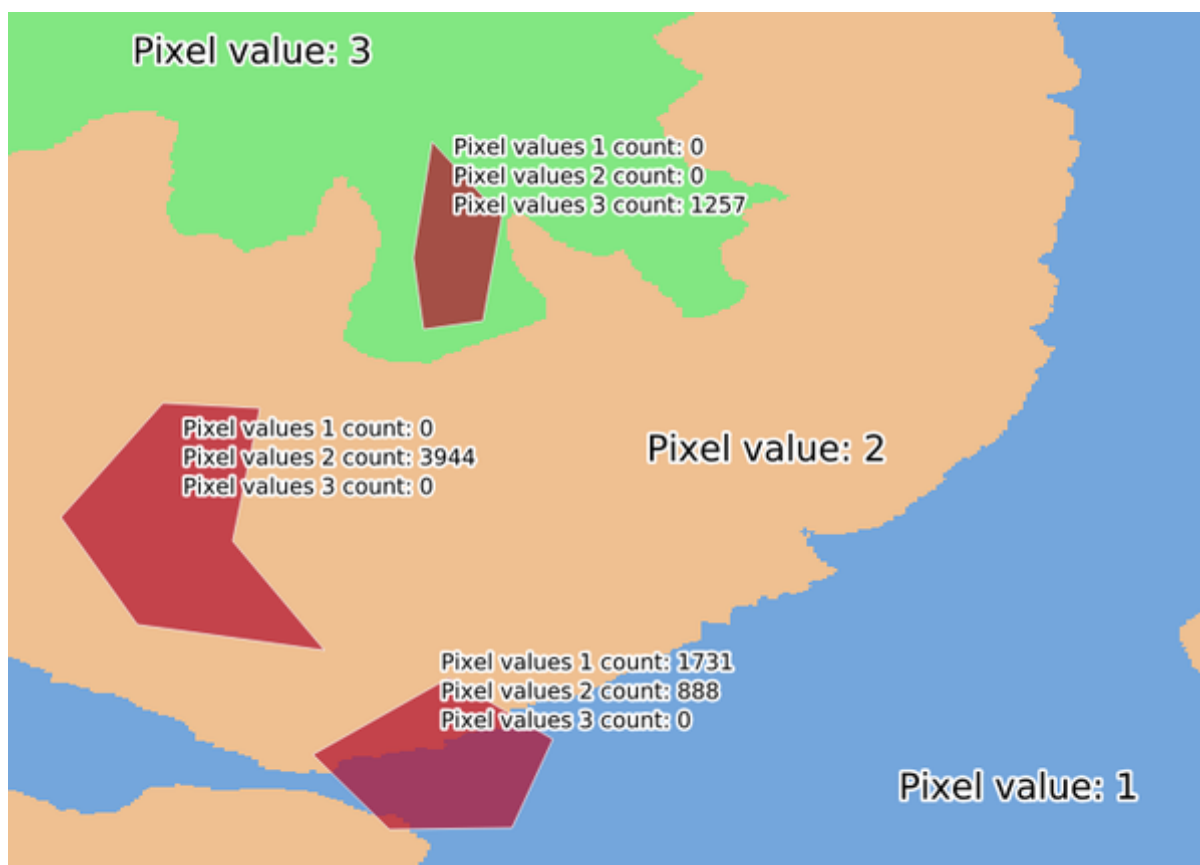 Pixel value: 3
Pixel values 1 count: 0
Pixel values 2 count: 0
Pixel values 3 count: 1257
Pixel values 1 count: 0
Pixel values 2 count: 3944
Pixel values 3 count: 0
Pixel value: 2
Pixel values 1 count: 1731
Pixel values 2 count: 888
Pixel values 3 count: 0
Pixel value: 1